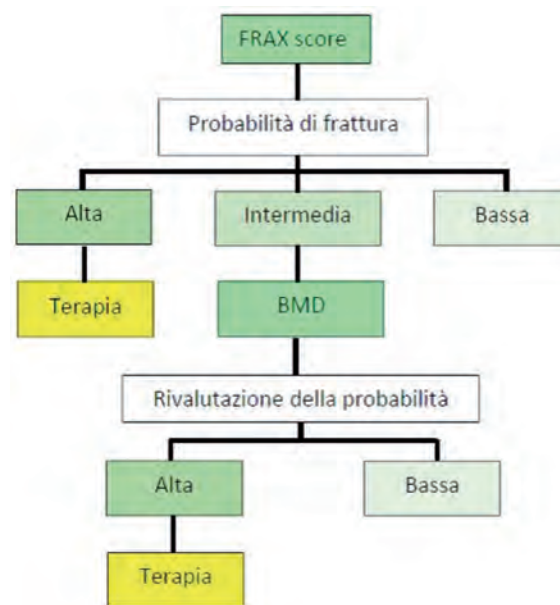 FRAX score
Probabilità di frattura
Alta
Intermedia
Bassa
Terapia
BMD
Rivalutazione della probabilità
Alta
Bassa
Terapia